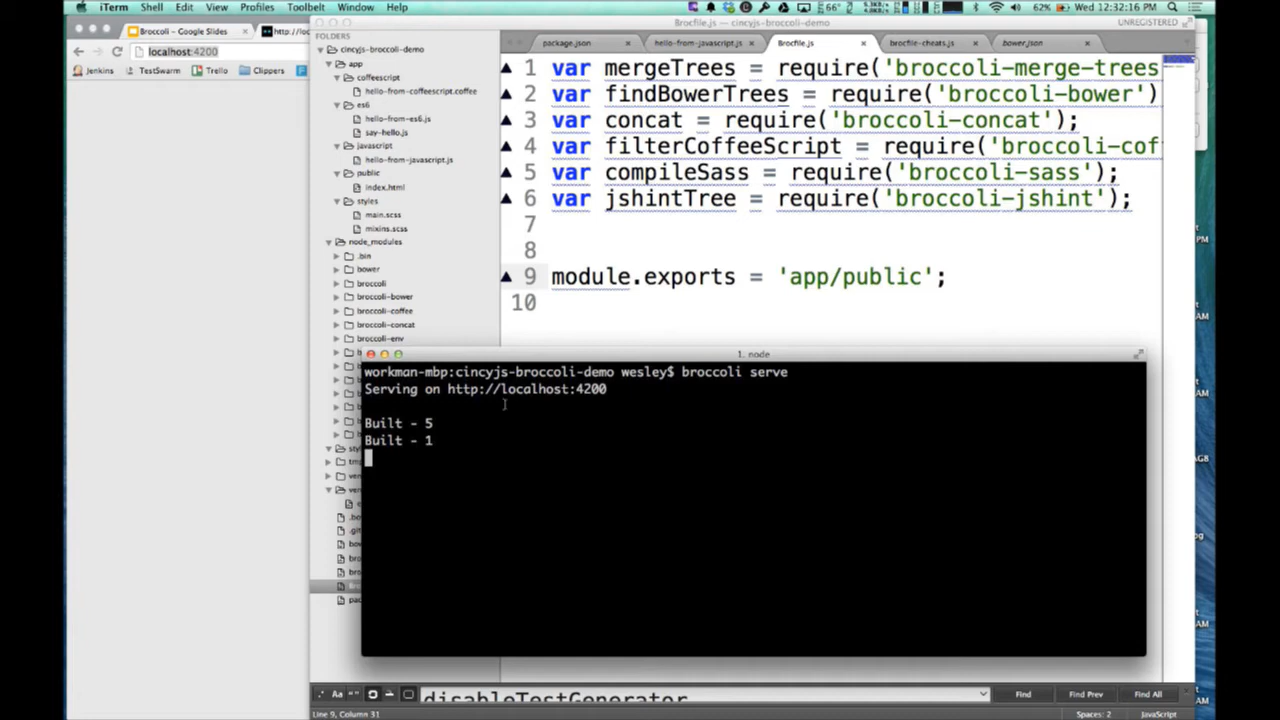 iTerm Shell Edit View Profiles Toolbelt Window Help
66° 62% Wed 12:32:16 PM
Broccoli - Google Slides
http://loc
localhost:4200
Jenkins TestSwarm Trello Clippers
Brocfile.js — cincyjs-broccoli-demo
UNREGISTERED
FOLDERS
cincyjs-broccoli-demo
app
coffeescript
hello-from-coffeescript.coffee
es6
hello-from-es6.js
say-hello.js
javascript
hello-from-javascript.js
public
index.html
styles
main.scss
mixins.scss
node_modules
.bin
bower
broccoli
broccoli-bower
broccoli-coffee
broccoli-concat
broccoli-env
package.json hello-from-javascript.js Brocfile.js brocfile-cheats.js bower.json
1 var mergeTrees = require('broccoli-merge-trees
2 var findBowerTrees = require('broccoli-bower')
3 var concat = require('broccoli-concat');
4 var filterCoffeeScript = require('broccoli-cof
5 var compileSass = require('broccoli-sass');
6 var jshintTree = require('broccoli-jshint');
7
8
9 module.exports = 'app/public';
10
1. node
workman-mbp:cincyjs-broccoli-demo wesley$ broccoli serve
Serving on http://localhost:4200
Built - 5
Built - 1
disableTestGenerator
Find Find Prev Find All
Line 9, Column 31
Spaces: 2 JavaScript